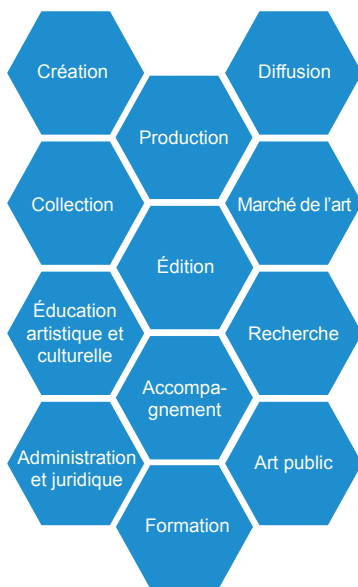 Création
Diffusion
Production
Collection
Marché de l'art
Édition
Éducation
artistique et
culturelle
Recherche
Accompa-
gnement
Administration
et juridique
Art public
Formation